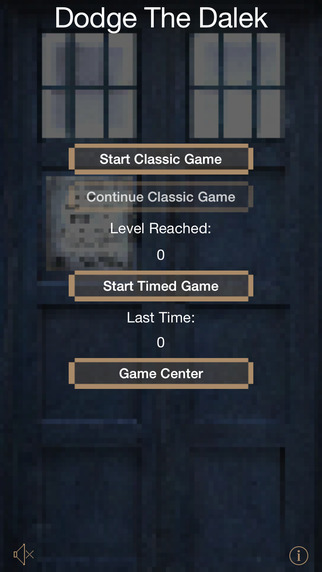 Dodge The Dalek
Start Classic Game
Continue Classic Game
Level Reached:
0
Start Timed Game
Last Time:
0
Game Center